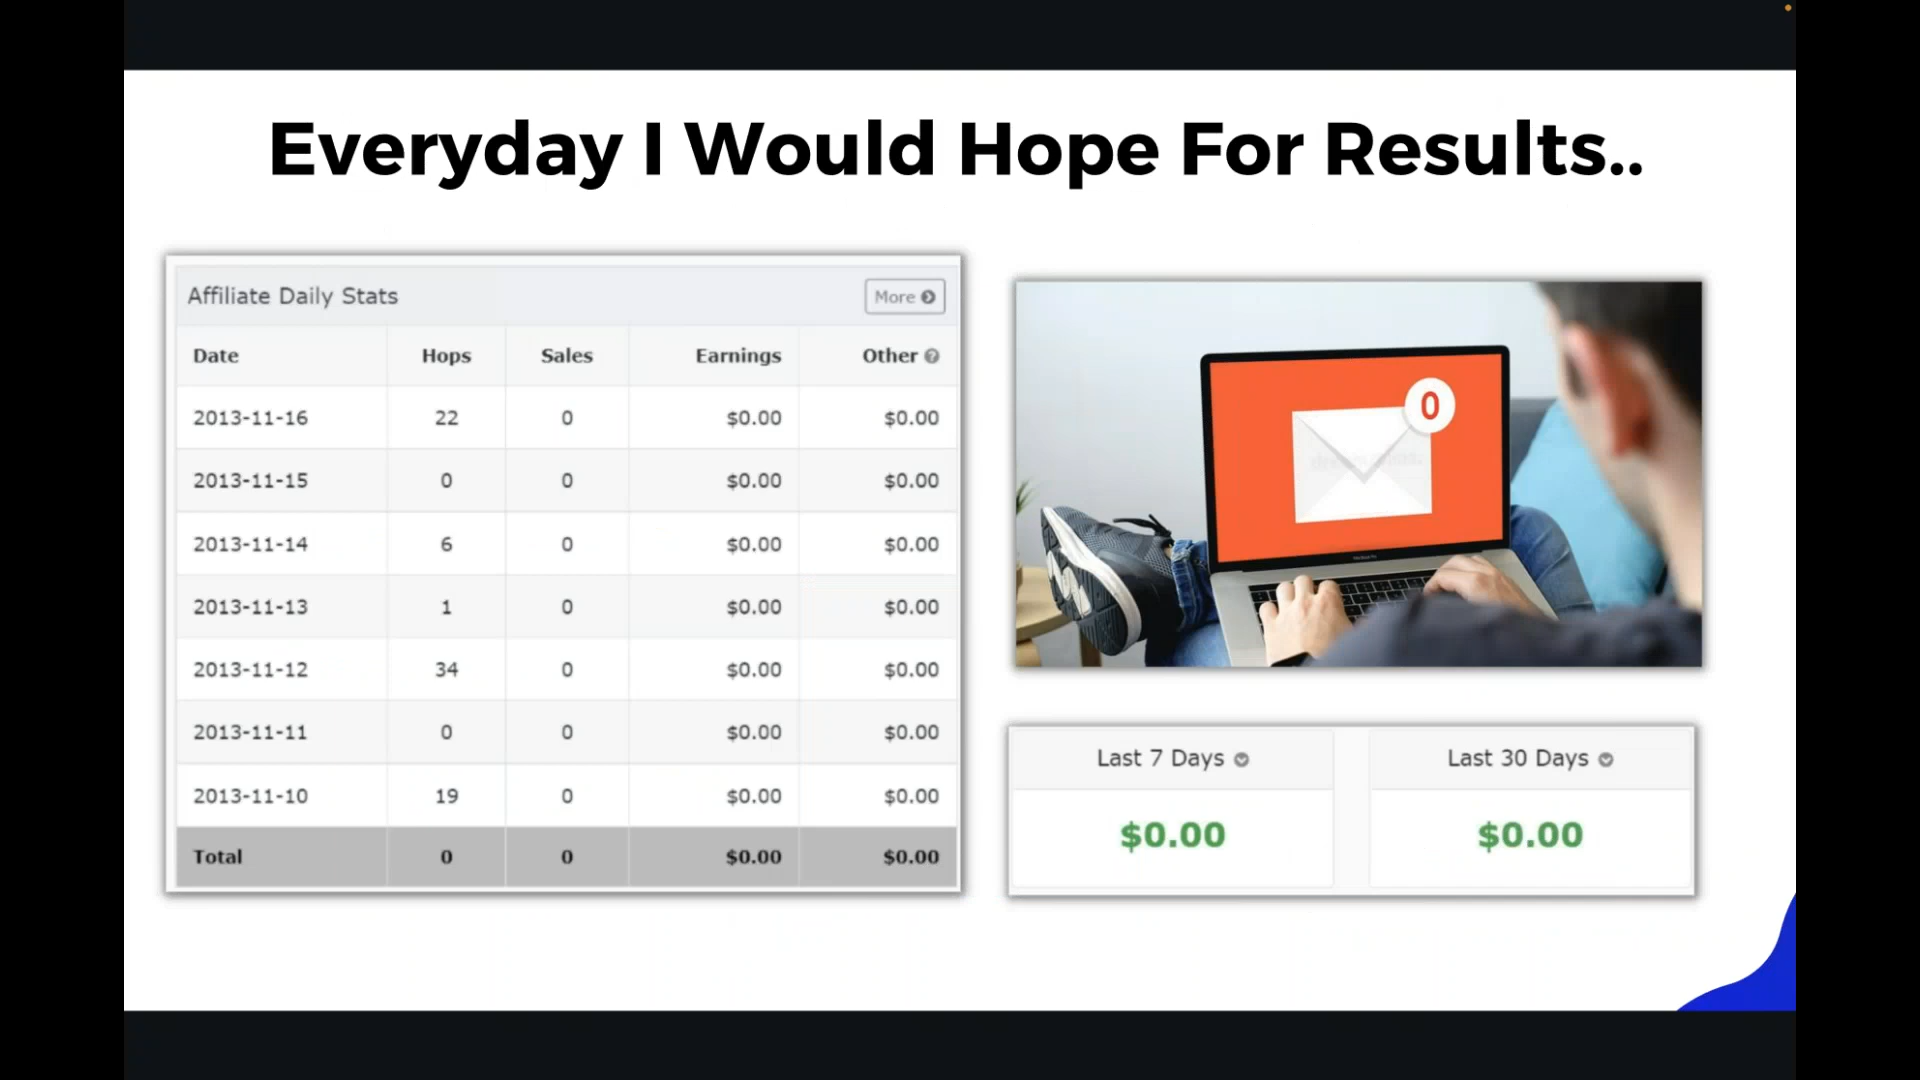 Everyday I Would Hope For Results..
Affiliate Daily Stats More
Date Hops Sales Earnings Other
2013-11-16 22 0 $0.00 $0.00
2013-11-15 0 0 $0.00 $0.00
2013-11-14 6 0 $0.00 $0.00
2013-11-13 1 0 $0.00 $0.00
2013-11-12 34 0 $0.00 $0.00
2013-11-11 0 0 $0.00 $0.00
2013-11-10 19 0 $0.00 $0.00
Total 0 0 $0.00 $0.00
0
Last 7 Days Last 30 Days
$0.00 $0.00